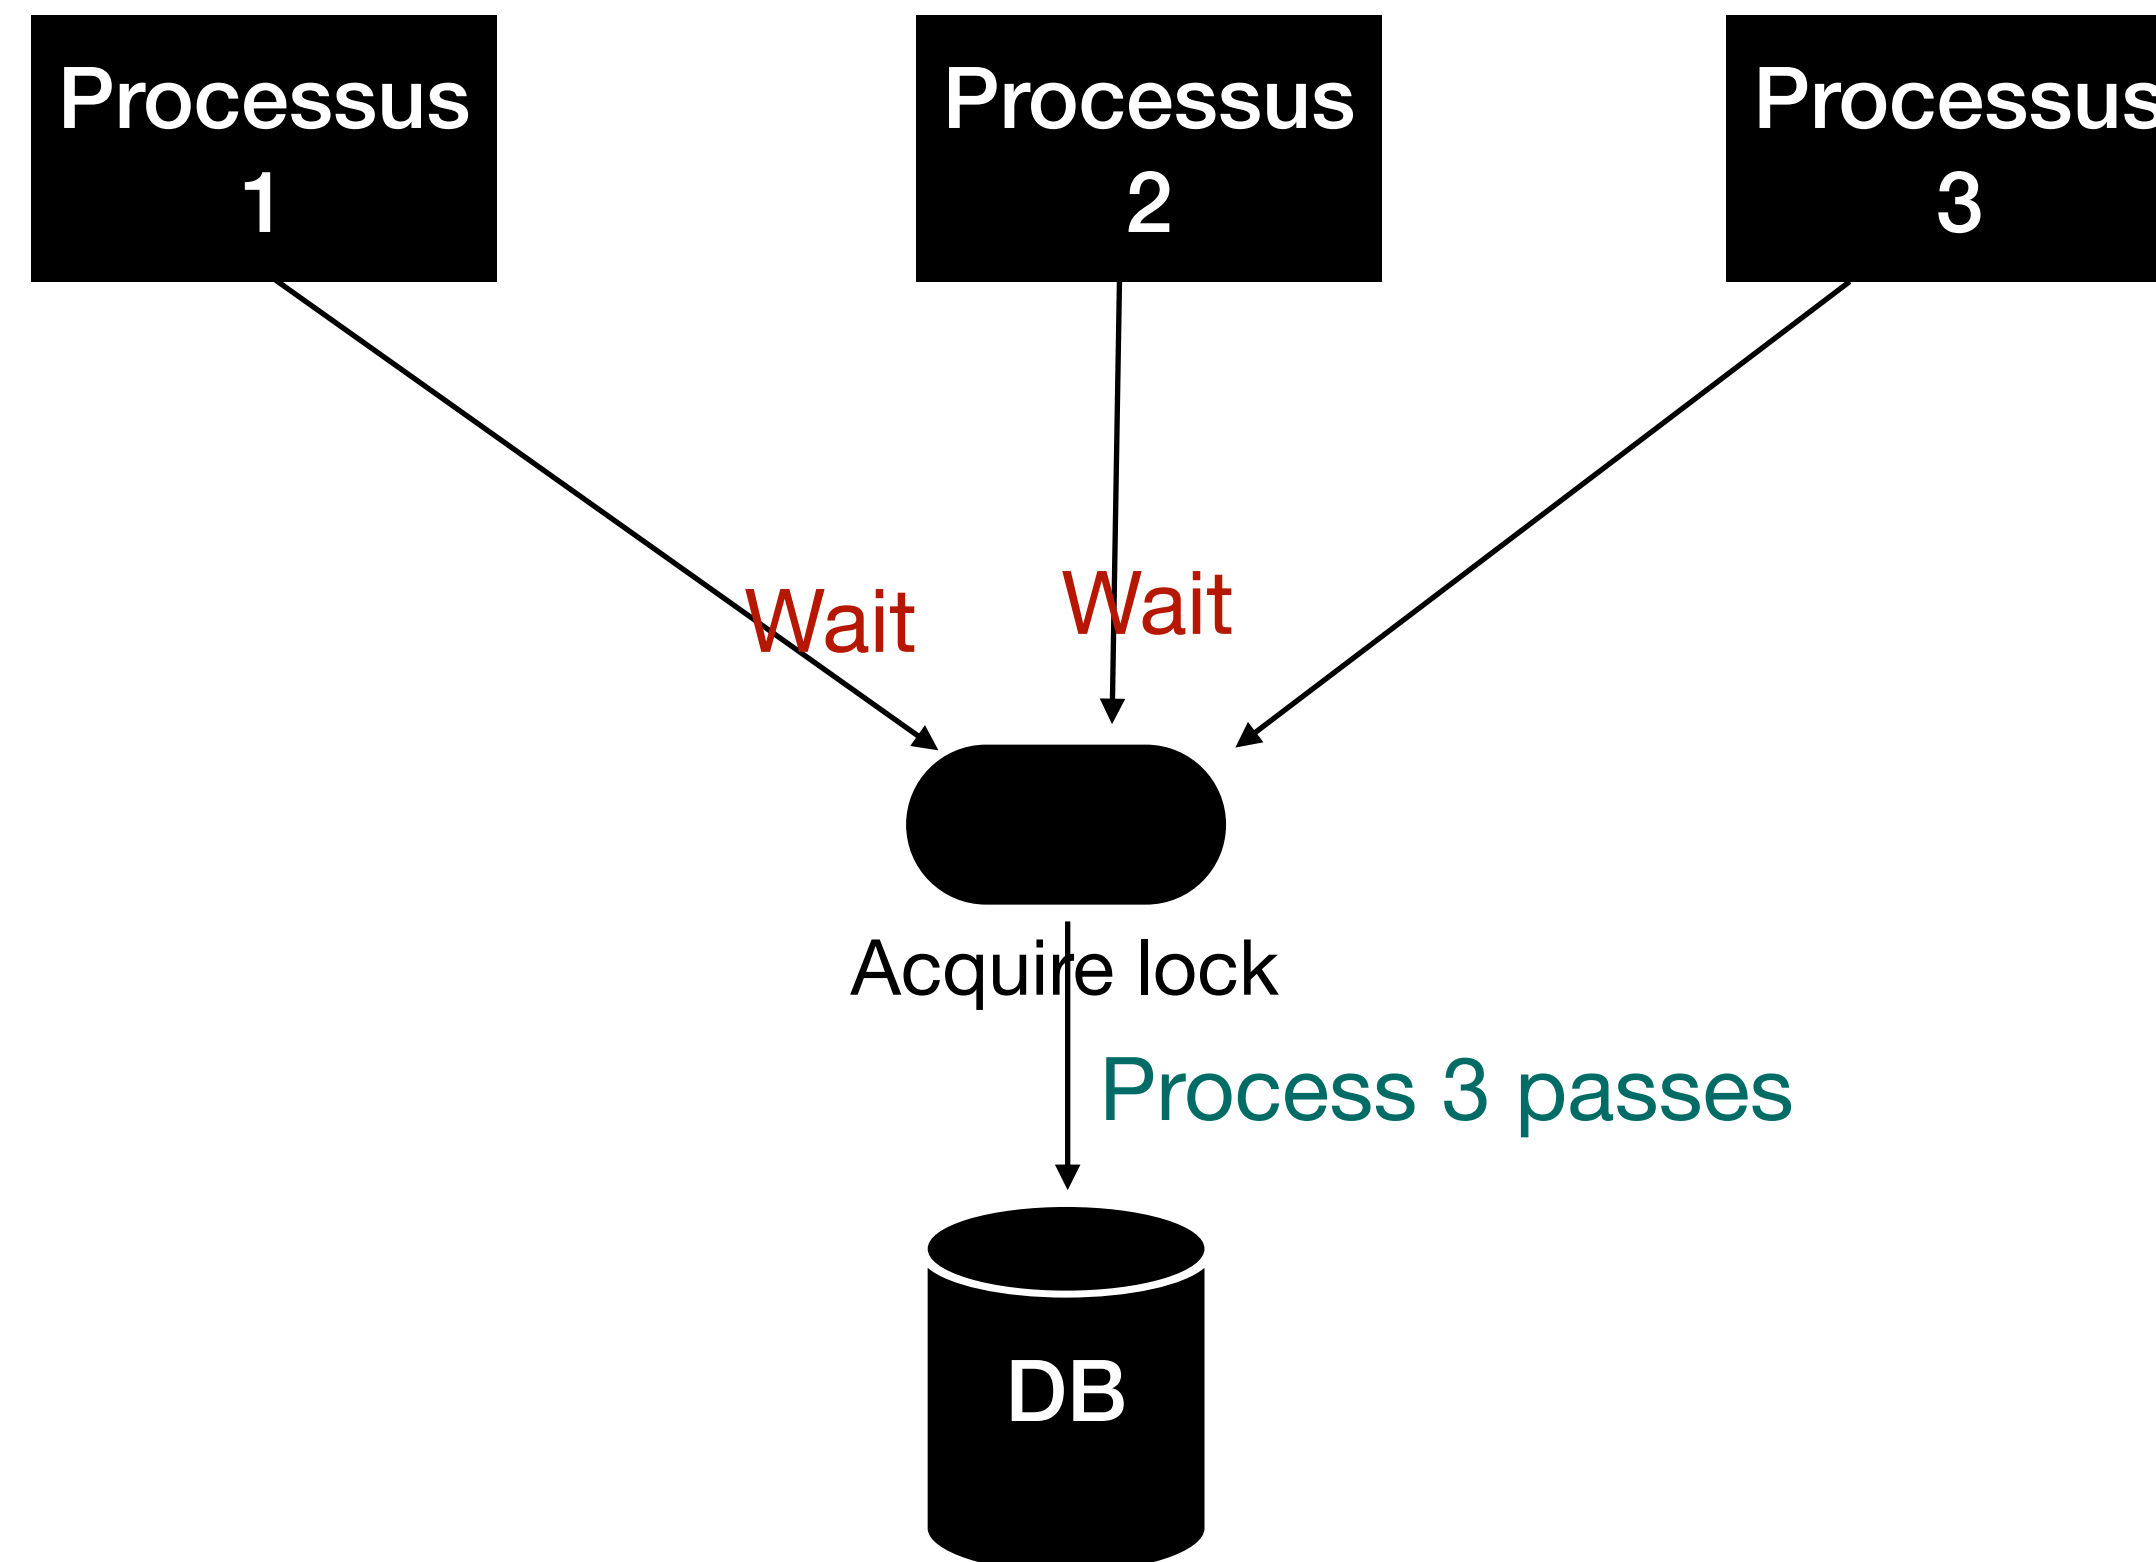 Processus
1
Processus
2
Processus
3
Wait
Wait
Acquire lock
Process 3 passes
DB